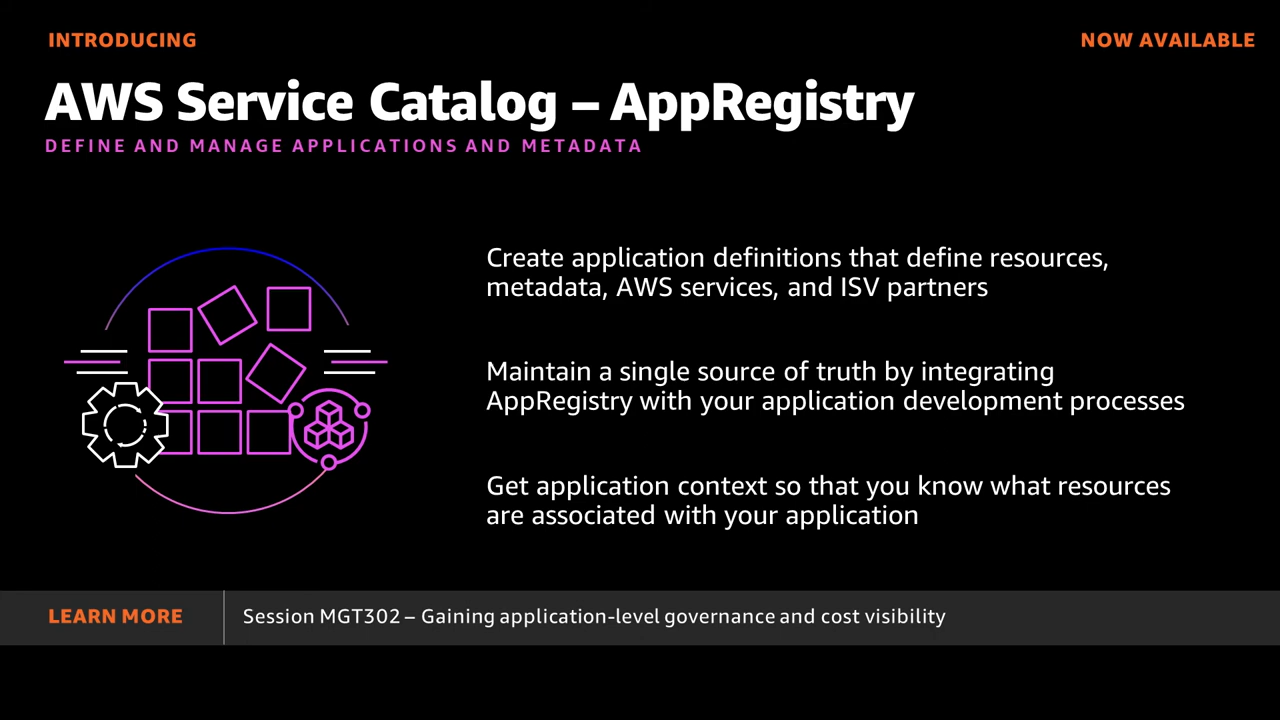 INTRODUCING
NOW AVAILABLE
AWS Service Catalog – AppRegistry
DEFINE AND MANAGE APPLICATIONS AND METADATA
Create application definitions that define resources,
metadata, AWS services, and ISV partners
Maintain a single source of truth by integrating
AppRegistry with your application development processes
Get application context so that you know what resources
are associated with your application
LEARN MORE
Session MGT302 – Gaining application-level governance and cost visibility